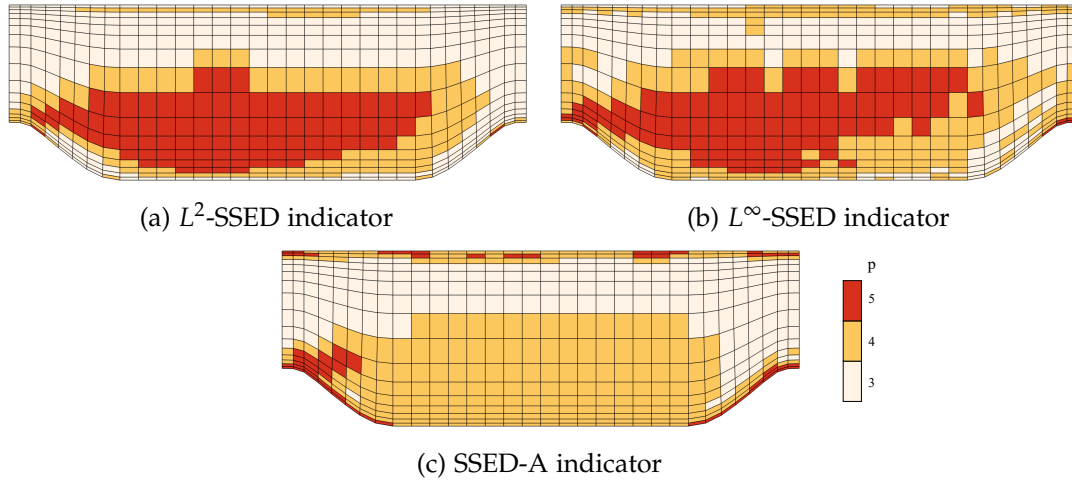 (a) L²-SSED indicator
(b) L∞-SSED indicator
p
5
4
3
(c) SSED-A indicator